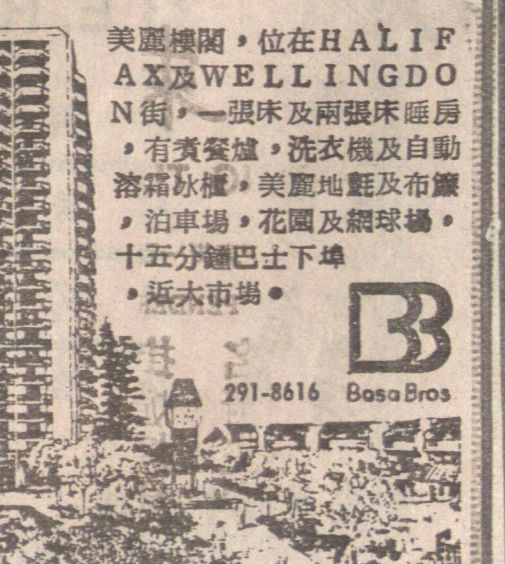 美麗樓閣，位在HALIF
AX及WELLINGDO
N街，一張床及兩張床睡房
，有煑餐爐，洗衣機及自動
溶霜冰櫃，美麗地氈及布簾
，泊車場，花園及網球場。
十五分鐘巴士下埠
。近大市場●
291-8616
Bosa Bros